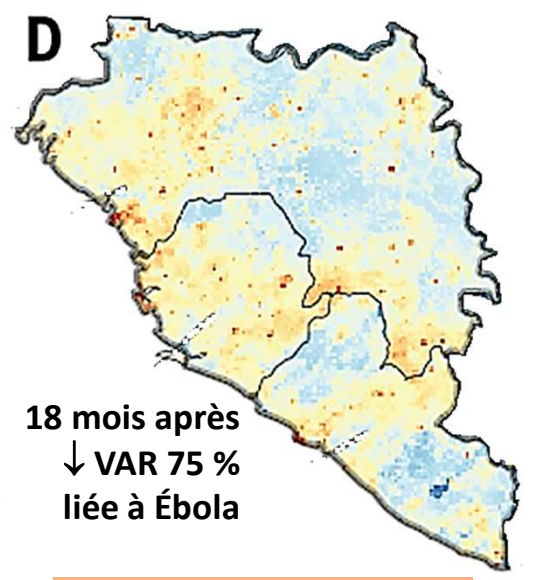 D
18 mois après
↓ VAR 75 %
liée à Ébola